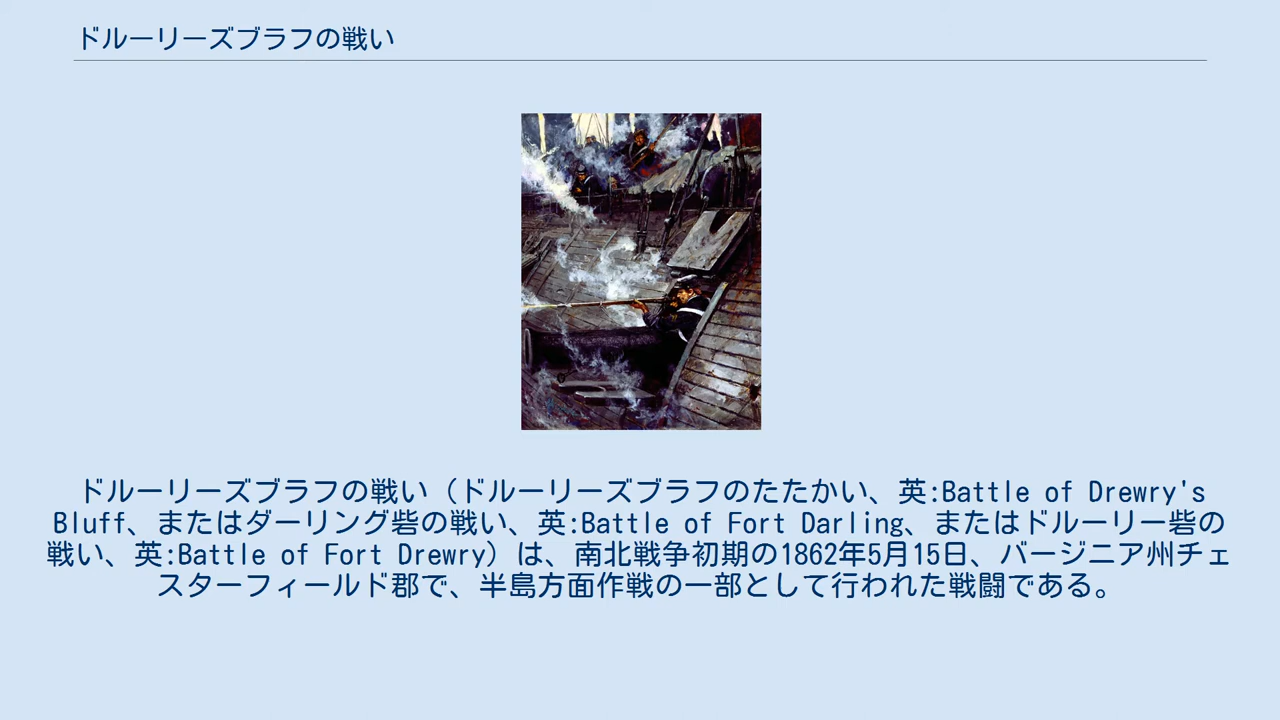 ドルーリーズブラフの戦い
ドルーリーズブラフの戦い（ドルーリーズブラフのたたかい、英:Battle of Drewry's
Bluff、またはダーリング砦の戦い、英:Battle of Fort Darling、またはドルーリー砦の
戦い、英:Battle of Fort Drewry）は、南北戦争初期の1862年5月15日、バージニア州チェ
スターフィールド郡で、半島方面作戦の一部として行われた戦闘である。